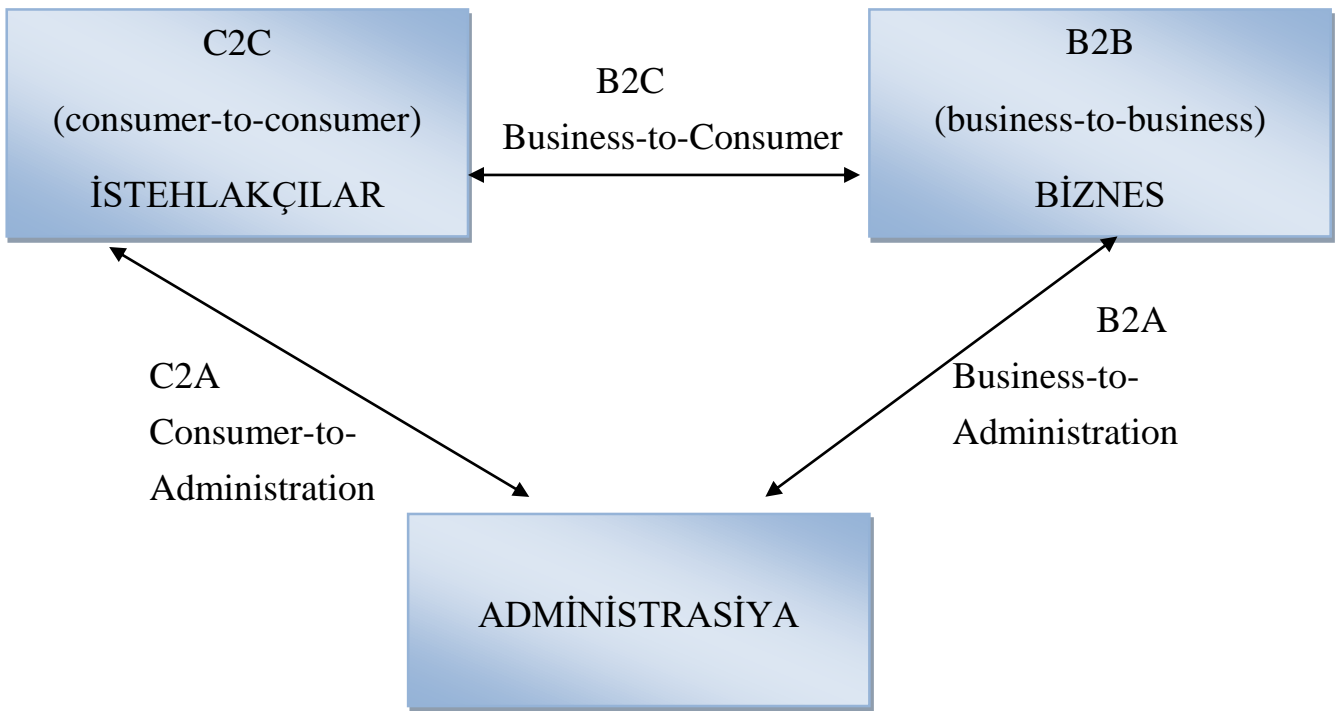 C2C
(consumer-to-consumer)
İSTEHLAKÇILAR
B2C
Business-to-Consumer
B2B
(business-to-business)
BİZNES
C2A
Consumer-to-
Administration
B2A
Business-to-
Administration
ADMİNİSTRASİYA